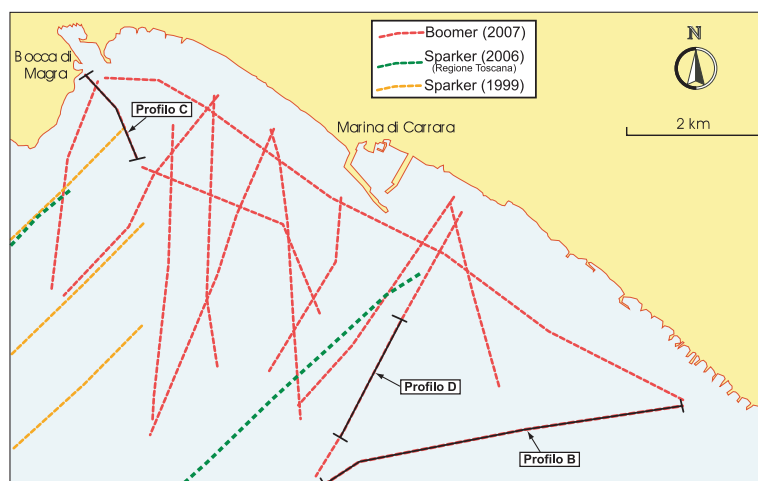 Boomer (2007)
Sparker (2006)
(Regione Toscana)
Sparker (1999)
N
2 km
Bocca di
Magra
Profilo C
Marina di Carrara
Profilo D
Profilo B